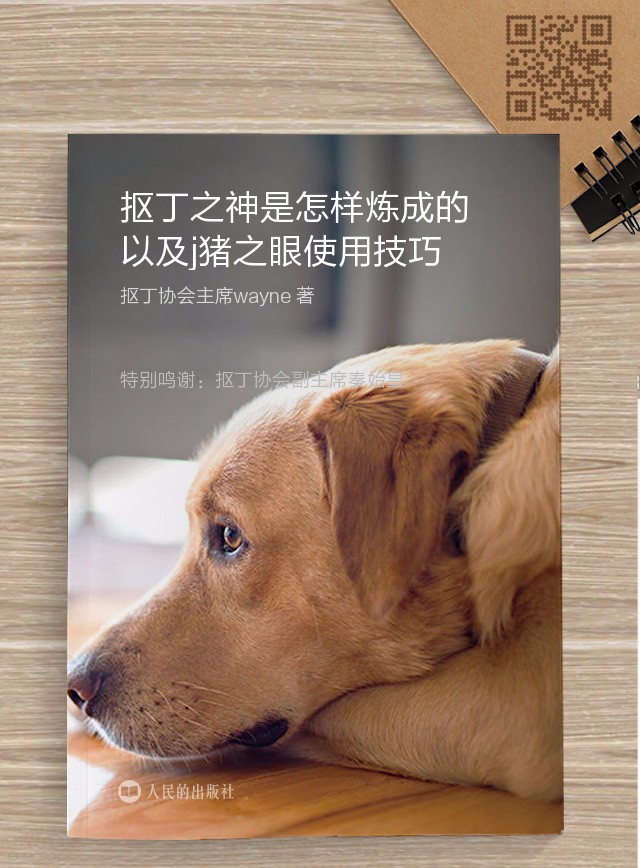 抠丁之神是怎样炼成的
以及j猪之眼使用技巧
抠丁协会主席wayne 著
特别鸣谢：抠丁协会副主席秦始皇
人民的出版社